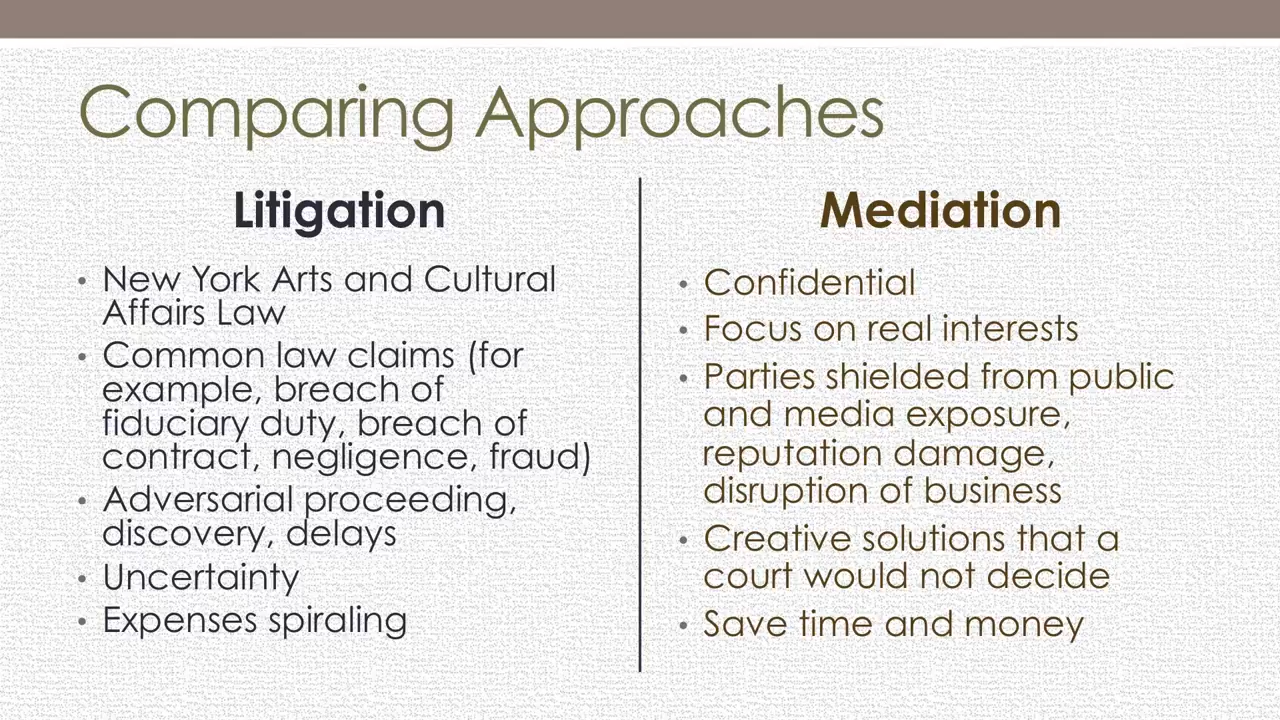 Comparing Approaches
Litigation
• New York Arts and Cultural
Affairs Law
• Common law claims (for
example, breach of
fiduciary duty, breach of
contract, negligence, fraud)
• Adversarial proceeding,
discovery, delays
• Uncertainty
• Expenses spiraling
Mediation
• Confidential
• Focus on real interests
• Parties shielded from public
and media exposure,
reputation damage,
disruption of business
• Creative solutions that a
court would not decide
• Save time and money